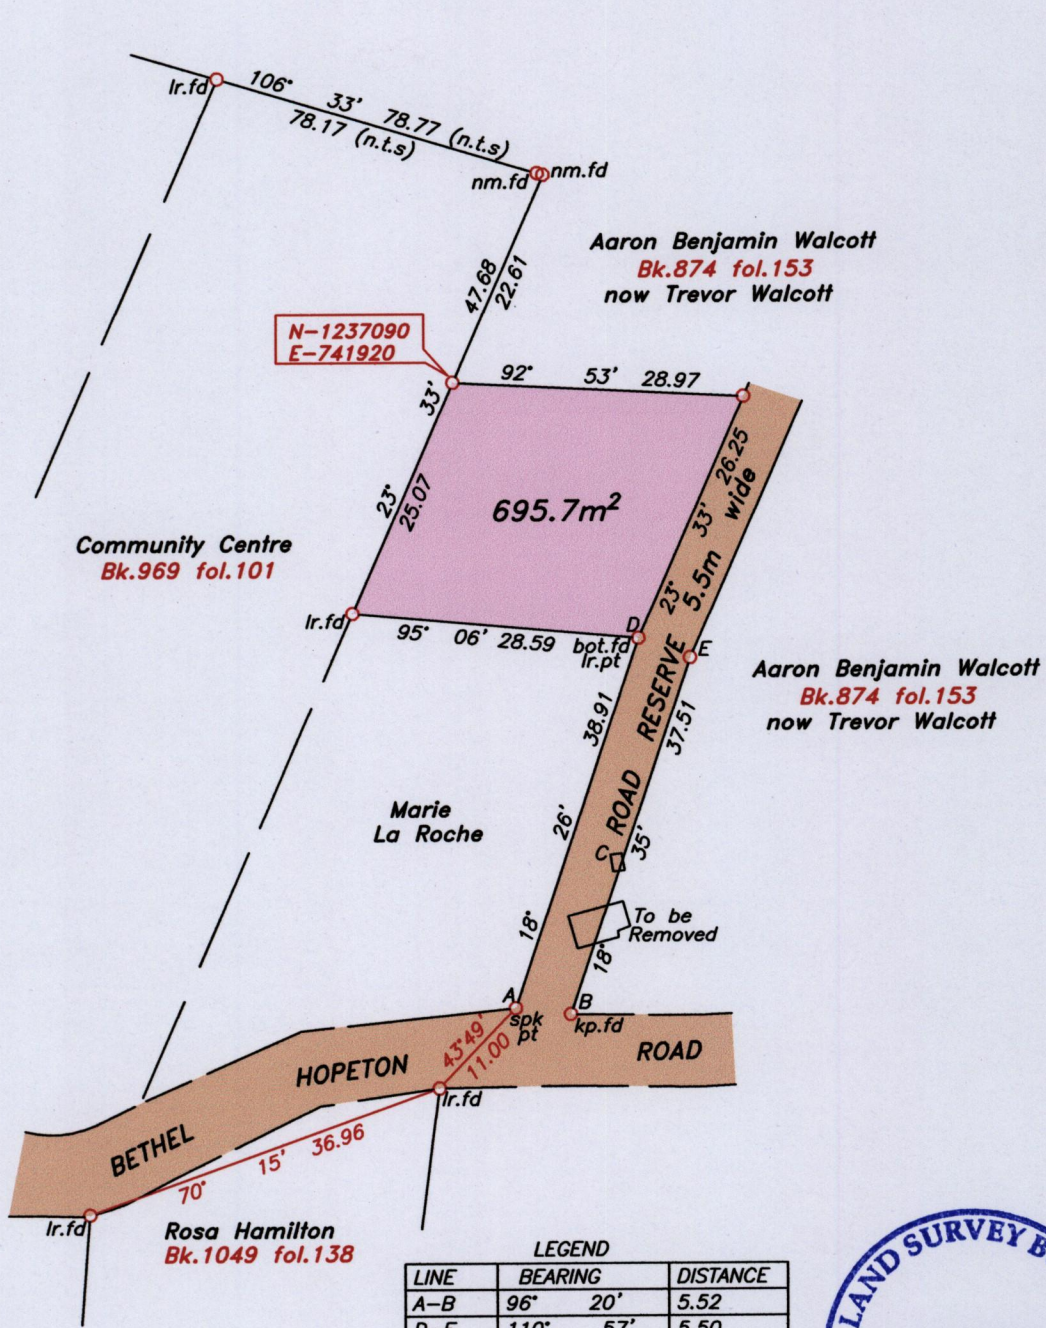 Ir.fd
106° 33' 78.77 (n.t.s)
78.17 (n.t.s)
nm.fd
nm.fd
47.68
22.61
Aaron Benjamin Walcott
Bk.874 fol.153
now Trevor Walcott
N-1237090
E-741920
92° 53' 28.97
23° 33'
25.07
695.7m²
23° 33' 26.25
Community Centre
Bk.969 fol.101
Ir.fd
95° 06' 28.59
D
bot.fd
Ir.pt
E
ROAD RESERVE 5.5m wide
Aaron Benjamin Walcott
Bk.874 fol.153
now Trevor Walcott
18° 26' 38.91
18° 35' 37.51
Marie
La Roche
C
To be
Removed
A
spk
pt
B
kp.fd
43°49'
11.00
BETHEL HOPETON ROAD
Ir.fd
70° 15' 36.96
Ir.fd
Rosa Hamilton
Bk.1049 fol.138
LEGEND
LINE BEARING DISTANCE
A-B 96° 20' 5.52
D-E 110° 57' 5.50
LAND SURVEY B